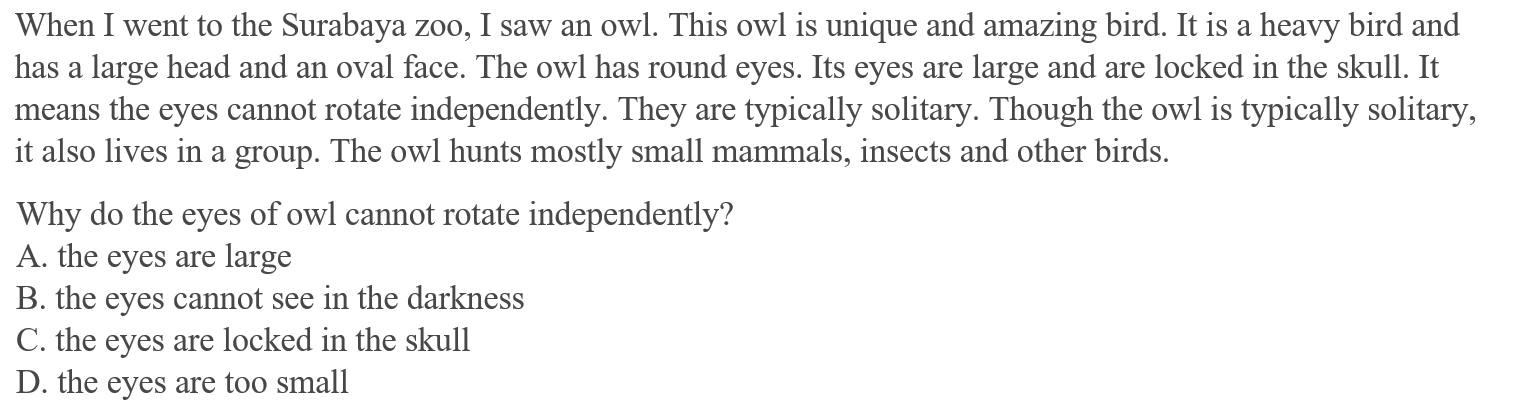 When I went to the Surabaya zoo, I saw an owl. This owl is unique and amazing bird. It is a heavy bird and
has a large head and an oval face. The owl has round eyes. Its eyes are large and are locked in the skull. It
means the eyes cannot rotate independently. They are typically solitary. Though the owl is typically solitary,
it also lives in a group. The owl hunts mostly small mammals, insects and other birds.
Why do the eyes of owl cannot rotate independently?
A. the eyes are large
B. the eyes cannot see in the darkness
C. the eyes are locked in the skull
D. the eyes are too small